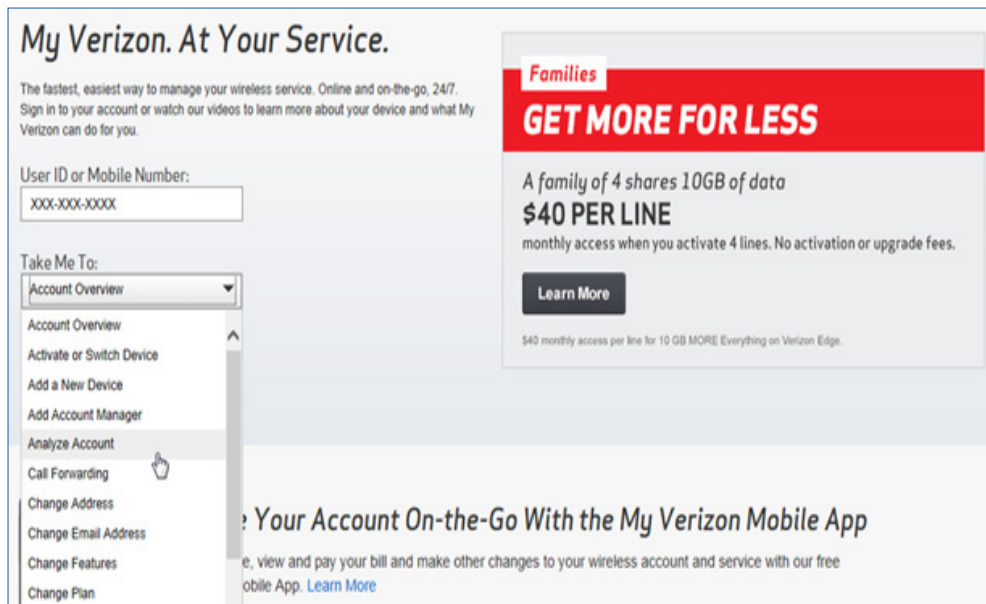 My Verizon. At Your Service.
The fastest, easiest way to manage your wireless service. Online and on-the-go, 24/7.
Sign in to your account or watch our videos to learn more about your device and what My
Verizon can do for you.
User ID or Mobile Number:
XXX-XXX-XXXX
Take Me To:
Account Overview
Account Overview
Activate or Switch Device
Add a New Device
Add Account Manager
Analyze Account
Call Forwarding
Change Address
Change Email Address
Change Features
Change Plan
Families
GET MORE FOR LESS
A family of 4 shares 10GB of data
$40 PER LINE
monthly access when you activate 4 lines. No activation or upgrade fees.
Learn More
$40 monthly access per line for 10 GB MORE Everything on Verizon Edge.
e Your Account On-the-Go With the My Verizon Mobile App
e, view and pay your bill and make other changes to your wireless account and service with our free
obile App. Learn More